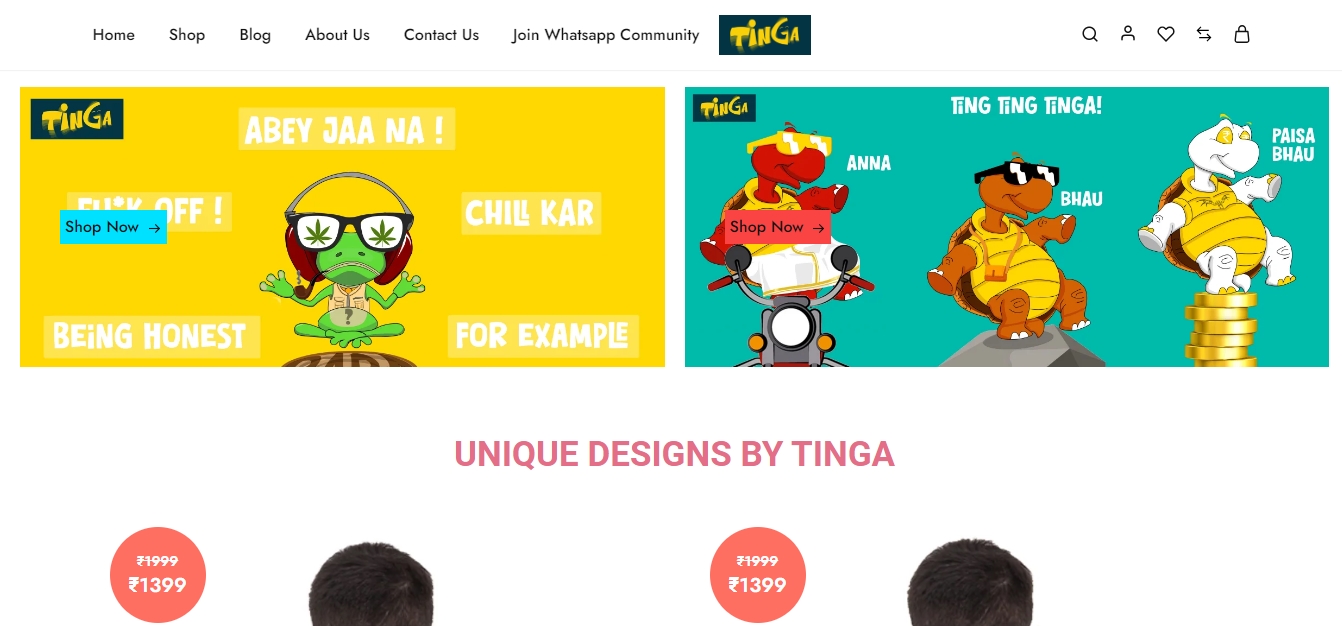 Home Shop Blog About Us Contact Us Join Whatsapp Community TiNGA
TiNGA
ABEY JAA NA !
OFF !
Shop Now →
CHILL KAR
BEiNG HONEST
FOR EXAMPLE
?
TiNGA
TiNG TiNG TiNGA!
ANNA
BHAU
PAISA
BHAU
Shop Now →
UNIQUE DESIGNS BY TINGA
₹1999
₹1399
₹1999
₹1399